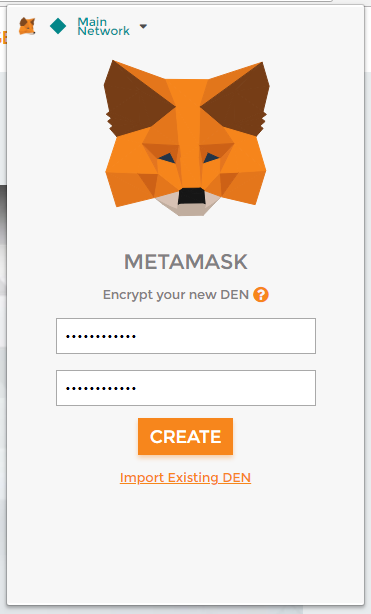 Main
Network
METAMASK
Encrypt your new DEN ?
••••••••••••
••••••••••••
CREATE
Import Existing DEN